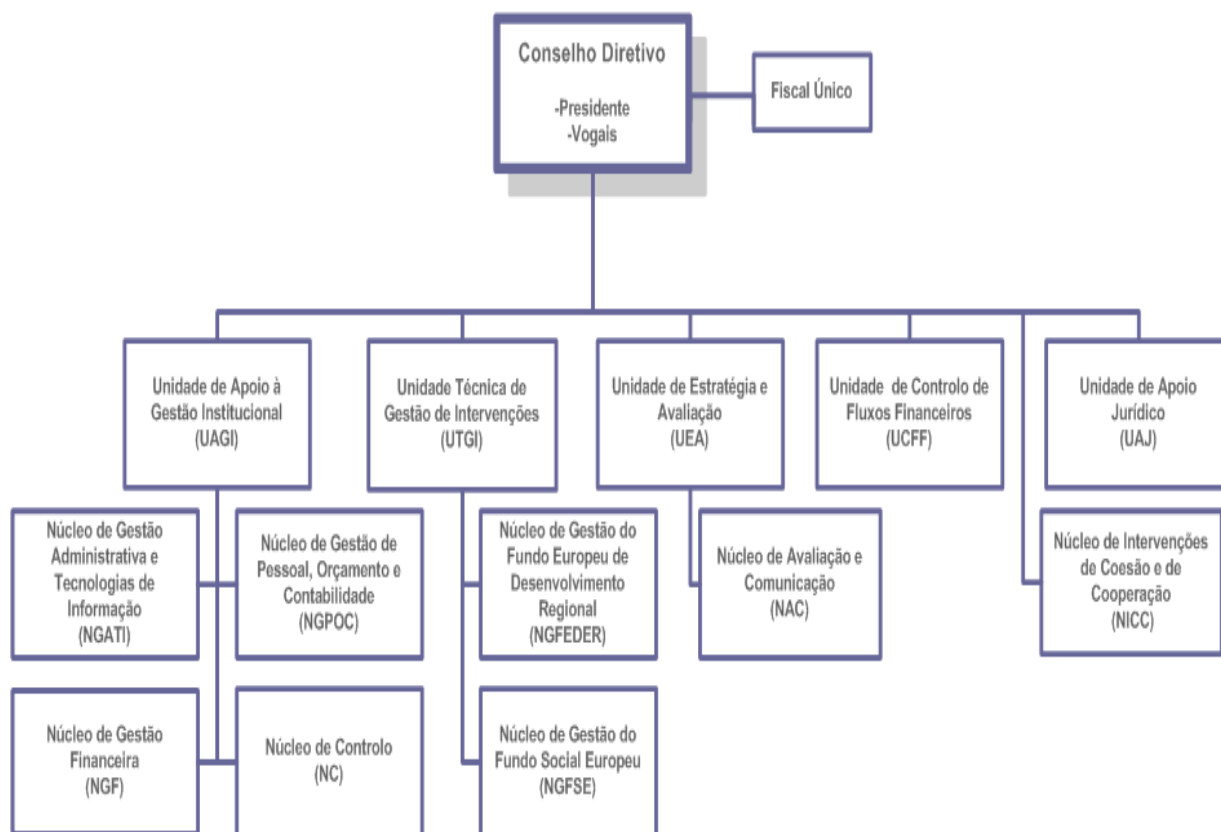 Conselho Diretivo
-Presidente
-Vogais
Fiscal Único
Unidade de Apoio à
Gestão Institucional
(UAGI)
Unidade Técnica de
Gestão de Intervenções
(UTGI)
Unidade de Estratégia e
Avaliação
(UEA)
Unidade de Controlo de
Fluxos Financeiros
(UCFF)
Unidade de Apoio
Jurídico
(UAJ)
Núcleo de Gestão
Administrativa e
Tecnologias de
Informação
(NGATI)
Núcleo de Gestão de
Pessoal, Orçamento e
Contabilidade
(NGPOC)
Núcleo de Gestão do
Fundo Europeu de
Desenvolvimento
Regional
(NGFEDER)
Núcleo de Avaliação e
Comunicação
(NAC)
Núcleo de Intervenções
de Coesão e de
Cooperação
(NICC)
Núcleo de Gestão
Financeira
(NGF)
Núcleo de Controlo
(NC)
Núcleo de Gestão do
Fundo Social Europeu
(NGFSE)